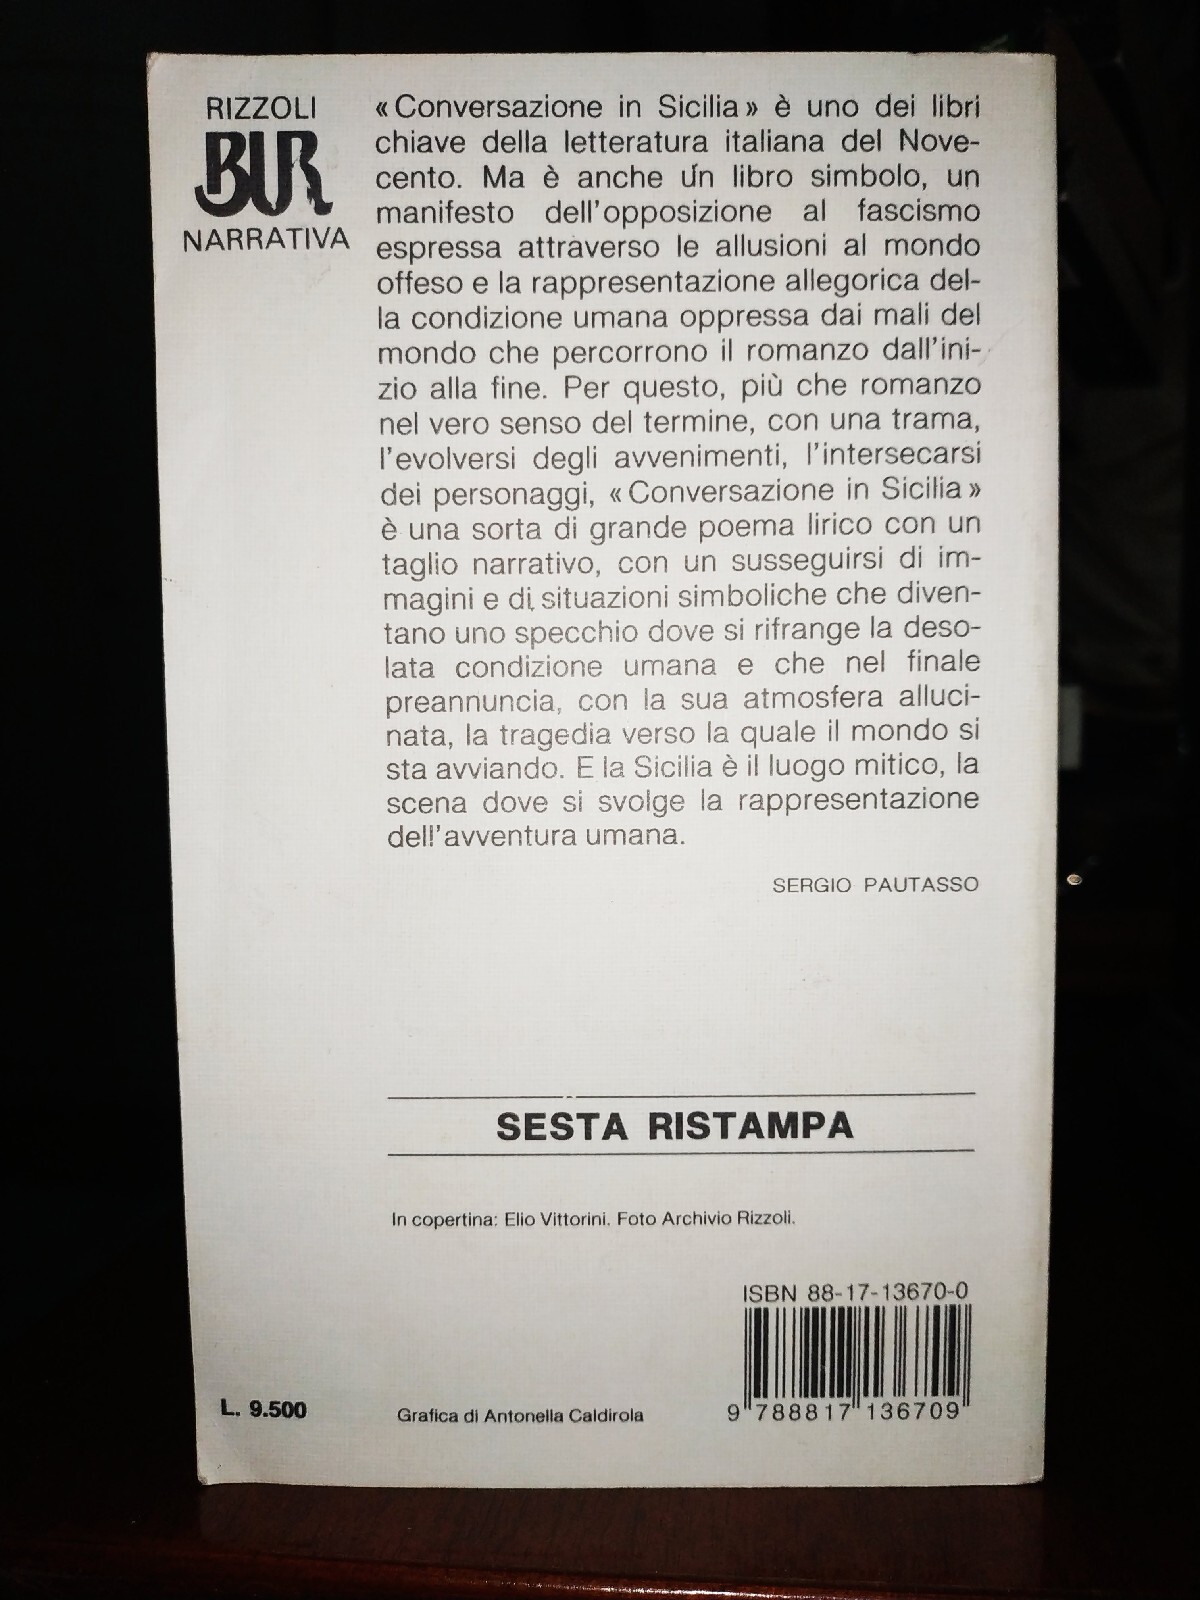 RIZZOLI
BUR
NARRATIVA
« Conversazione in Sicilia » è uno dei libri
chiave della letteratura italiana del Nove-
cento. Ma è anche un libro simbolo, un
manifesto dell'opposizione al fascismo
espressa attraverso le allusioni al mondo
offeso e la rappresentazione allegorica del-
la condizione umana oppressa dai mali del
mondo che percorrono il romanzo dall'ini-
zio alla fine. Per questo, più che romanzo
nel vero senso del termine, con una trama,
l'evolversi degli avvenimenti, l'intersecarsi
dei personaggi, « Conversazione in Sicilia »
è una sorta di grande poema lirico con un
taglio narrativo, con un susseguirsi di im-
magini e di situazioni simboliche che diven-
tano uno specchio dove si rifrange la deso-
lata condizione umana e che nel finale
preannuncia, con la sua atmosfera alluci-
nata, la tragedia verso la quale il mondo si
sta avviando. E la Sicilia è il luogo mitico, la
scena dove si svolge la rappresentazione
dell'avventura umana.
SERGIO PAUTASSO
SESTA RISTAMPA
In copertina: Elio Vittorini. Foto Archivio Rizzoli.
ISBN 88-17-13670-0
L. 9.500
Grafica di Antonella Caldirola
9 788817 136709